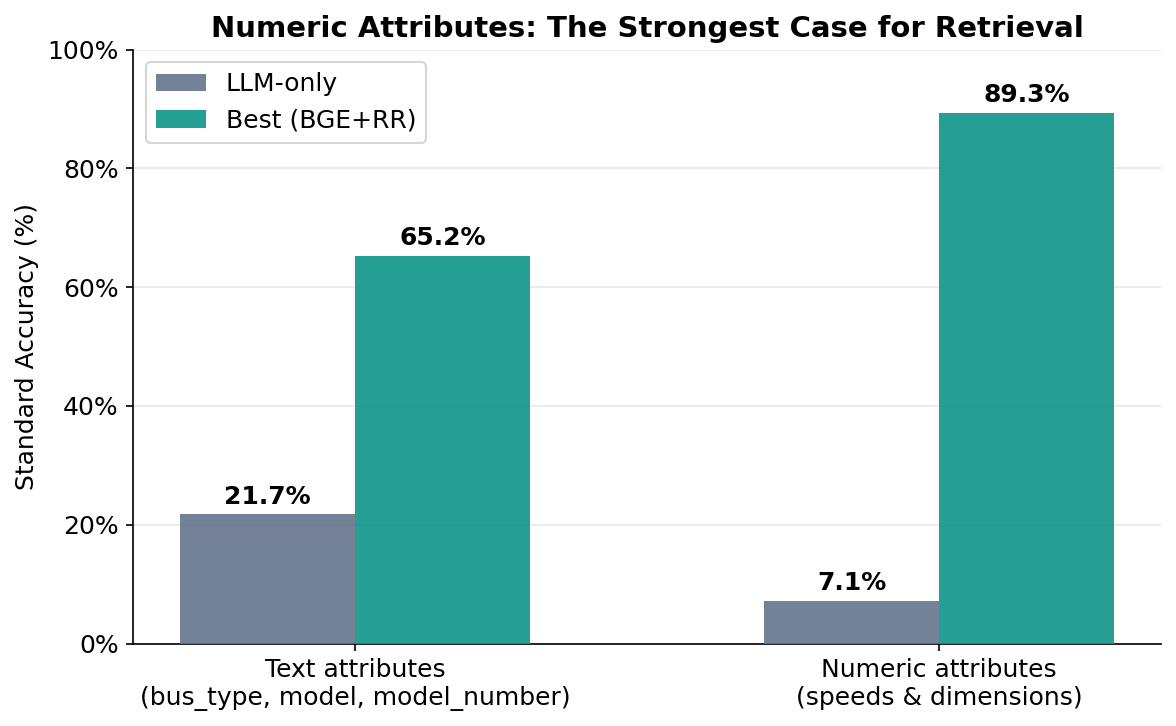 Numeric Attributes: The Strongest Case for Retrieval
LLM-only
Best (BGE+RR)
Standard Accuracy (%)
100%
80%
60%
40%
20%
0%
21.7%
65.2%
7.1%
89.3%
Text attributes
(bus_type, model, model_number)
Numeric attributes
(speeds & dimensions)